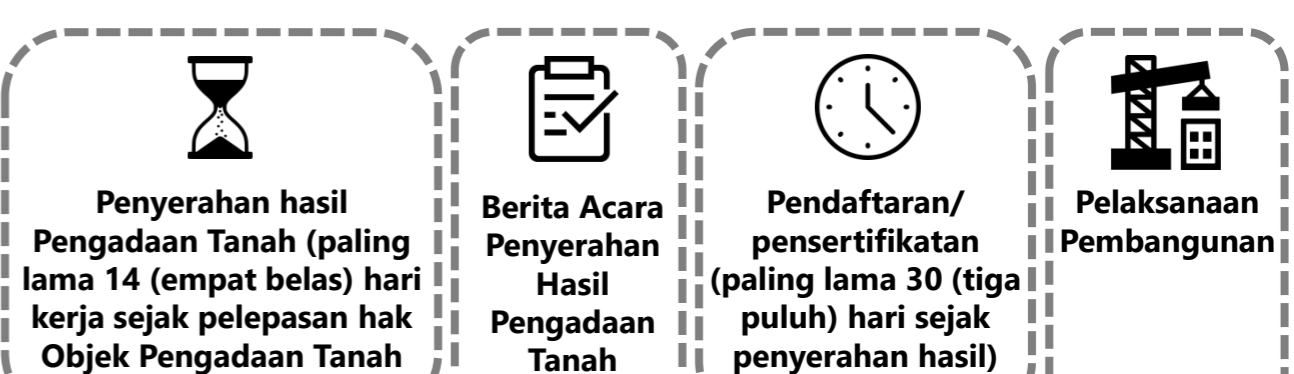 Penyerahan hasil
Pengadaan Tanah (paling
lama 14 (empat belas) hari
kerja sejak pelepasan hak
Objek Pengadaan Tanah
Berita Acara
Penyerahan
Hasil
Pengadaan
Tanah
Pendaftaran/
pensertifikatan
(paling lama 30 (tiga
puluh) hari sejak
penyerahan hasil)
Pelaksanaan
Pembangunan